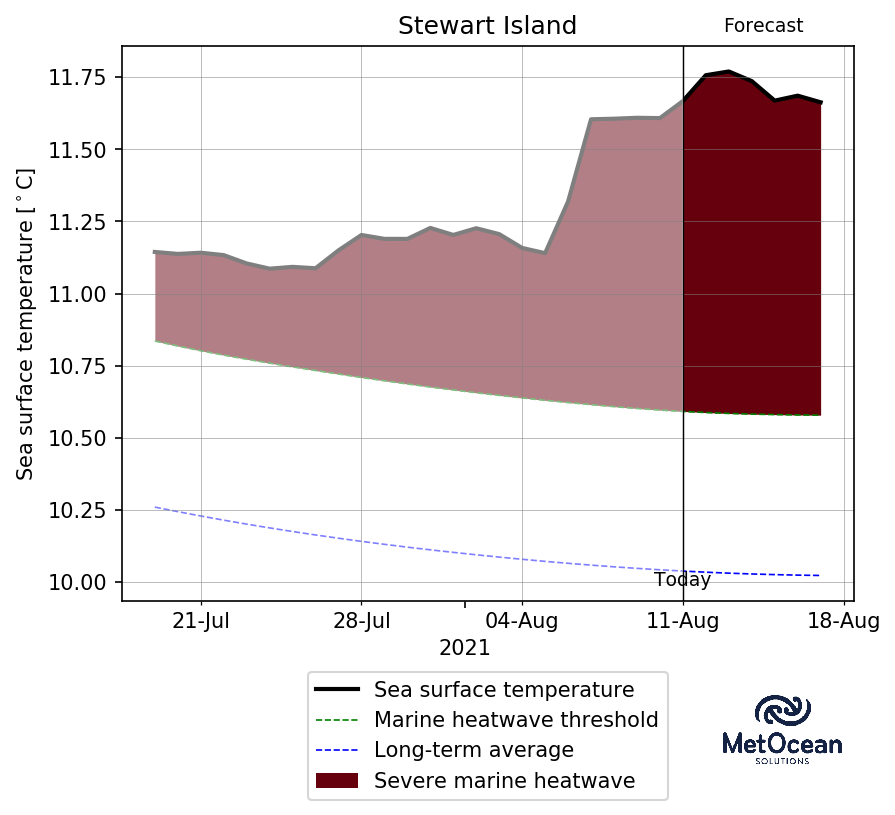 Stewart Island
Forecast
Sea surface temperature [°C]
11.75
11.50
11.25
11.00
10.75
10.50
10.25
10.00
Today
21-Jul
28-Jul
04-Aug
11-Aug
18-Aug
2021
Sea surface temperature
Marine heatwave threshold
Long-term average
Severe marine heatwave
MetOcean
SOLUTIONS